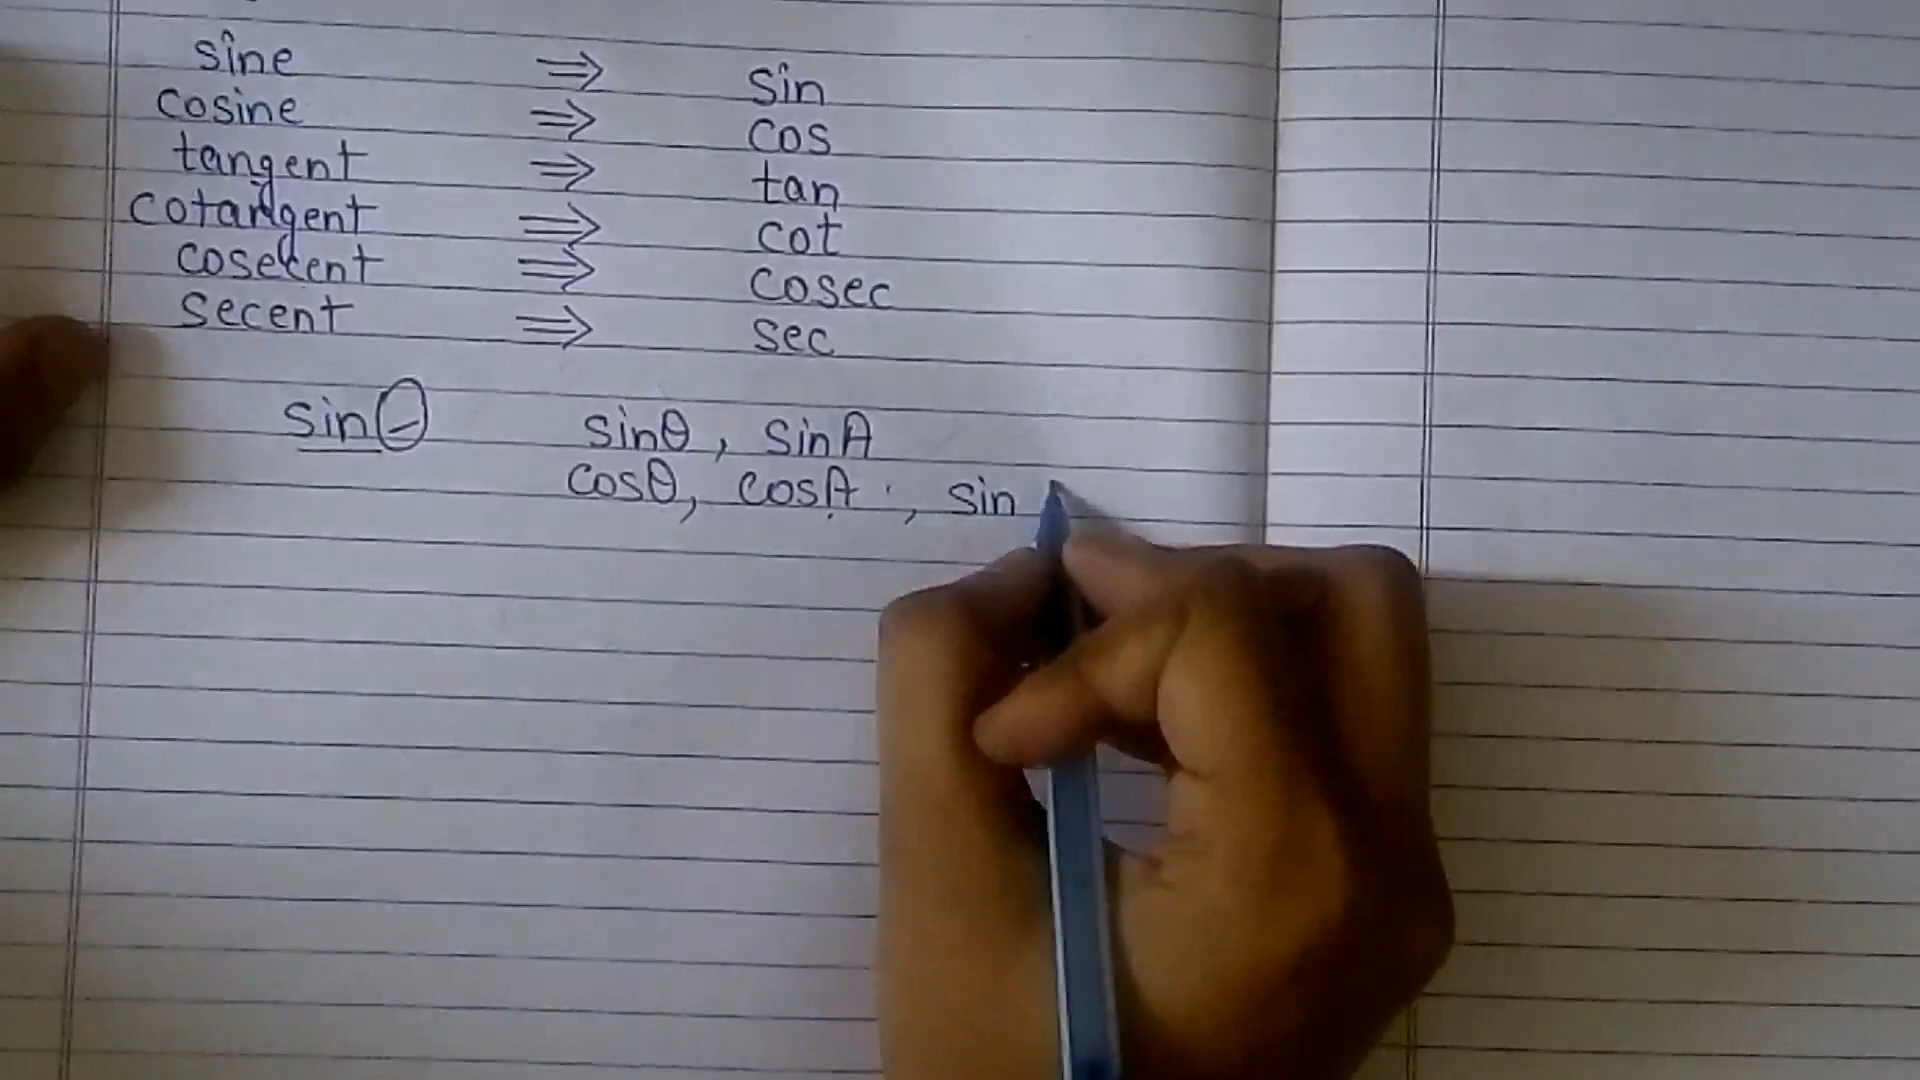 sine ⇒ sin
cosine ⇒ cos
tangent ⇒ tan
cotangent ⇒ cot
cosecent ⇒ cosec
secent ⇒ sec
sinθ sinθ, sinA
cosθ, cosA, sin